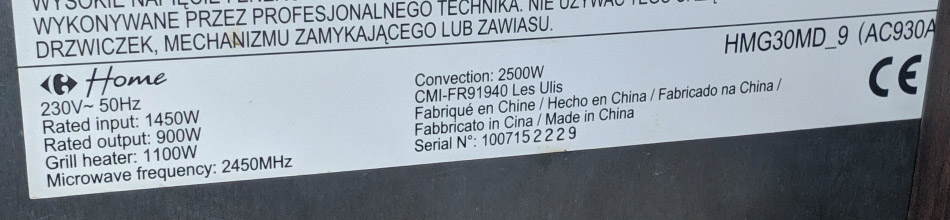 WYKONYWANE PRZEZ PROFESJONALNEGO TECHNIKA. NIE
DRZWICZEK, MECHANIZMU ZAMYKAJĄCEGO LUB ZAWIASU.
HMG30MD_9 (AC930A
Home
230V~ 50Hz
Rated input: 1450W
Rated output: 900W
Grill heater: 1100W
Microwave frequency: 2450MHz
Convection: 2500W
CMI-FR91940 Les Ulis
Fabriqué en Chine / Hecho en China / Fabricado na China /
Fabbricato in Cina / Made in China
Serial N°: 1007152229
CE